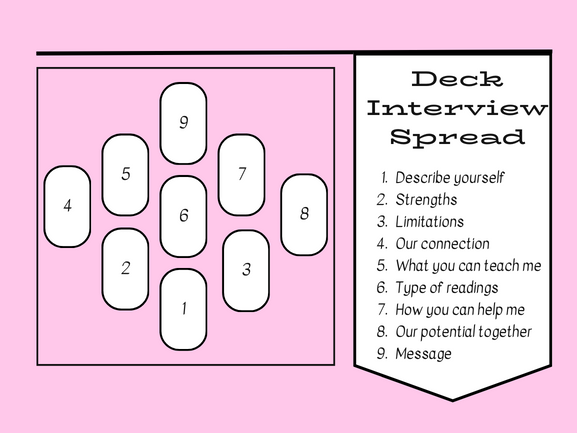 Deck
Interview
Spread
9
5
7
4
6
8
2
3
1
1. Describe yourself
2. Strengths
3. Limitations
4. Our connection
5. What you can teach me
6. Type of readings
7. How you can help me
8. Our potential together
9. Message